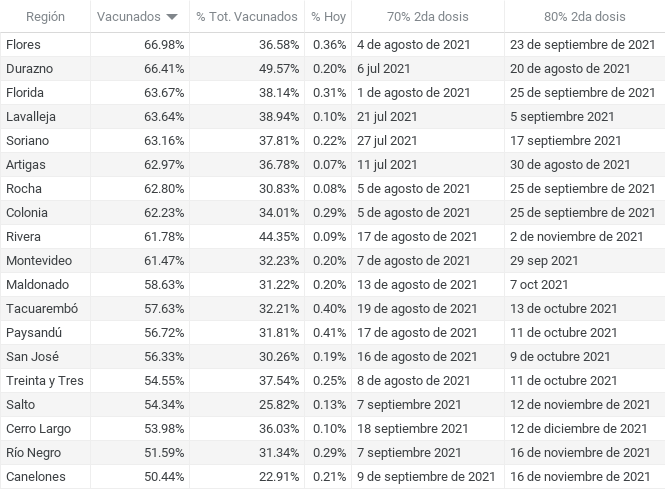 Región Vacunados % Tot. Vacunados % Hoy 70% 2da dosis 80% 2da dosis
Flores 66.98% 36.58% 0.36% 4 de agosto de 2021 23 de septiembre de 2021
Durazno 66.41% 49.57% 0.20% 6 jul 2021 20 de agosto de 2021
Florida 63.67% 38.14% 0.31% 1 de agosto de 2021 25 de septiembre de 2021
Lavalleja 63.64% 38.94% 0.10% 21 jul 2021 5 septiembre 2021
Soriano 63.16% 37.81% 0.22% 27 jul 2021 17 septiembre 2021
Artigas 62.97% 36.78% 0.07% 11 jul 2021 30 de agosto de 2021
Rocha 62.80% 30.83% 0.08% 5 de agosto de 2021 25 de septiembre de 2021
Colonia 62.23% 34.01% 0.29% 5 de agosto de 2021 25 de septiembre de 2021
Rivera 61.78% 44.35% 0.09% 17 de agosto de 2021 2 de noviembre de 2021
Montevideo 61.47% 32.23% 0.20% 7 de agosto de 2021 29 sep 2021
Maldonado 58.63% 31.22% 0.20% 13 de agosto de 2021 7 oct 2021
Tacuarembó 57.63% 32.21% 0.40% 19 de agosto de 2021 13 de octubre 2021
Paysandú 56.72% 31.81% 0.41% 17 de agosto de 2021 11 de octubre 2021
San José 56.33% 30.26% 0.19% 16 de agosto de 2021 9 de octubre 2021
Treinta y Tres 54.55% 37.54% 0.25% 8 de agosto de 2021 11 de octubre 2021
Salto 54.34% 25.82% 0.13% 7 septiembre 2021 12 de noviembre de 2021
Cerro Largo 53.98% 36.03% 0.10% 18 septiembre 2021 12 de diciembre de 2021
Río Negro 51.59% 31.34% 0.29% 7 septiembre 2021 16 de noviembre de 2021
Canelones 50.44% 22.91% 0.21% 9 de septiembre de 2021 16 de noviembre de 2021